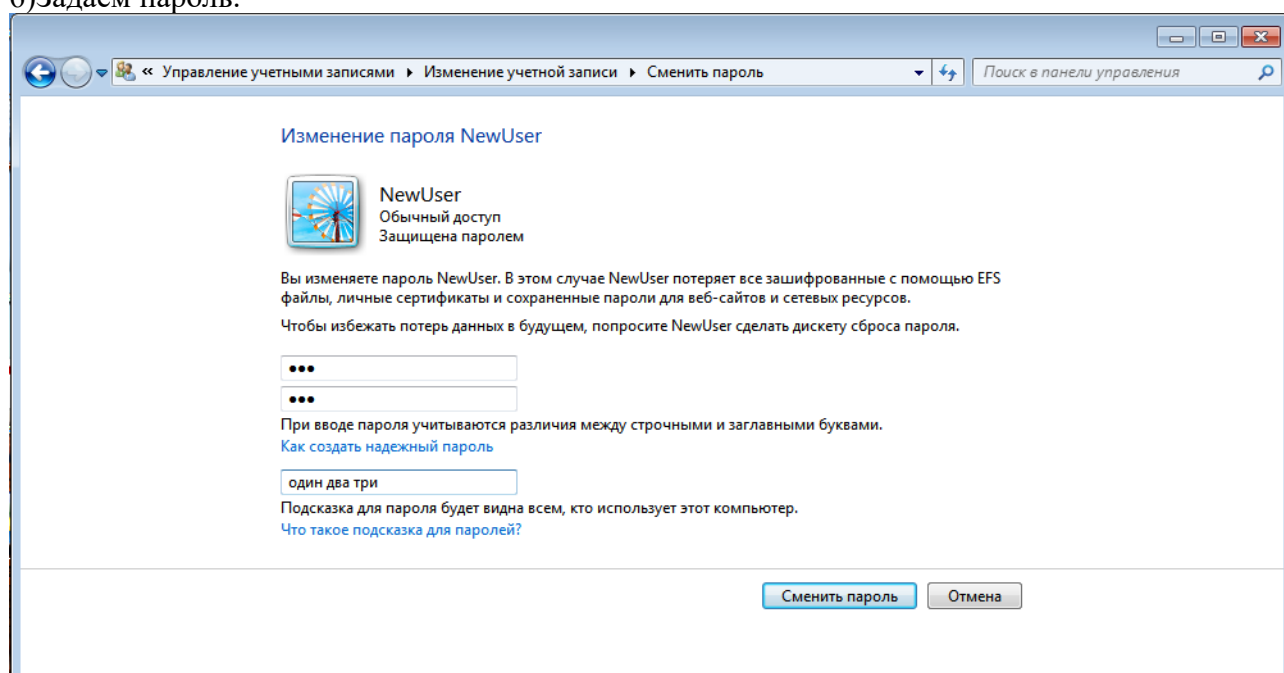 б)Задаем пароль:
« Управление учетными записями ▸ Изменение учетной записи ▸ Сменить пароль
Поиск в панели управления
Изменение пароля NewUser
NewUser
Обычный доступ
Защищена паролем
Вы изменяете пароль NewUser. В этом случае NewUser потеряет все зашифрованные с помощью EFS
файлы, личные сертификаты и сохраненные пароли для веб-сайтов и сетевых ресурсов.
Чтобы избежать потерь данных в будущем, попросите NewUser сделать дискету сброса пароля.
•••
•••
При вводе пароля учитываются различия между строчными и заглавными буквами.
Как создать надежный пароль
один два три
Подсказка для пароля будет видна всем, кто использует этот компьютер.
Что такое подсказка для паролей?
Сменить пароль
Отмена